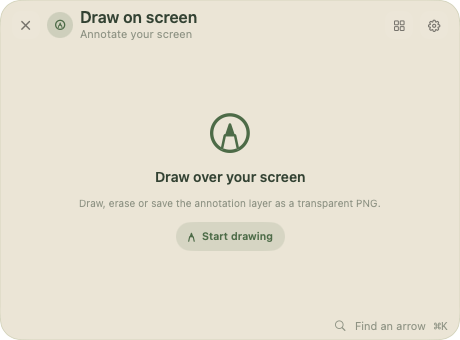 Draw on screen
Annotate your screen
Draw over your screen
Draw, erase or save the annotation layer as a transparent PNG.
Start drawing
Find an arrow ⌘K